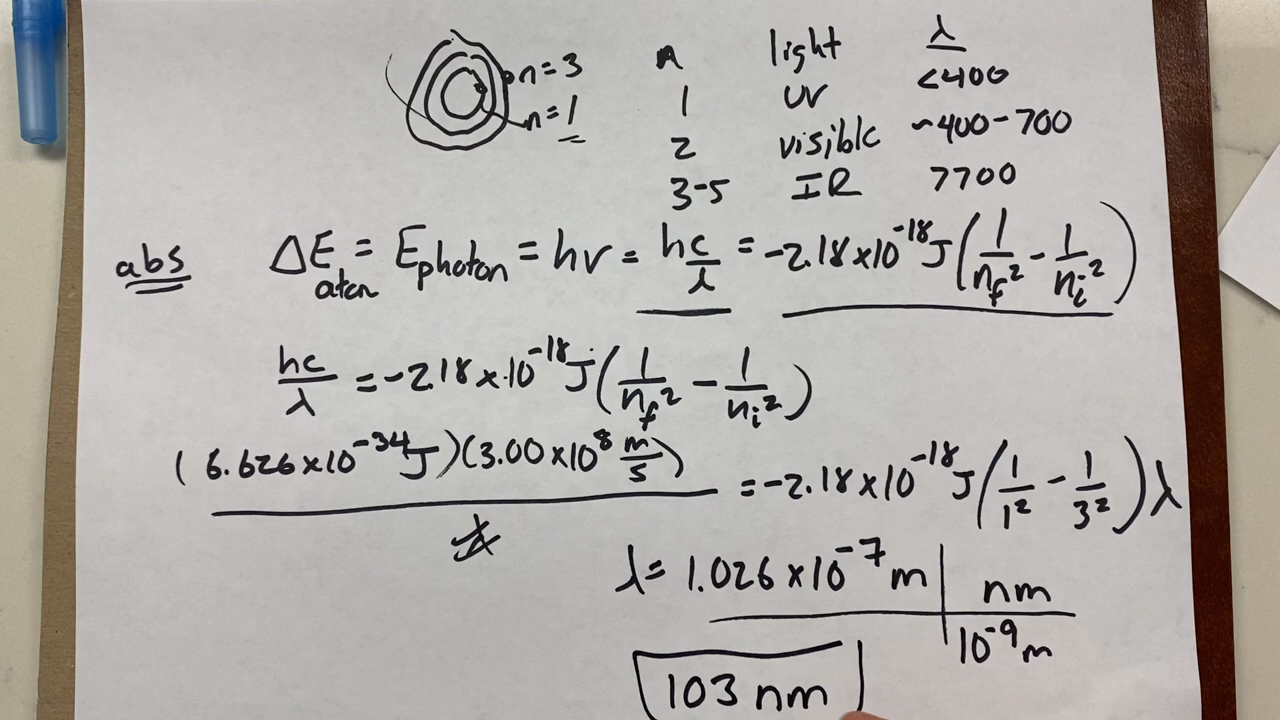 n=3
n=1
n light λ
1 UV <400
2 visible ~400-700
3-5 IR >700
abs ΔE atom = E photon = hν = hc/λ = -2.18×10^-18 J (1/n_f^2 - 1/n_i^2)
hc/λ = -2.18×10^-18 J (1/n_f^2 - 1/n_i^2)
(6.626×10^-34 J)(3.00×10^8 m/s)/λ = -2.18×10^-18 J (1/1^2 - 1/3^2) λ
λ = 1.026×10^-7 m | nm
10^-9 m
103 nm